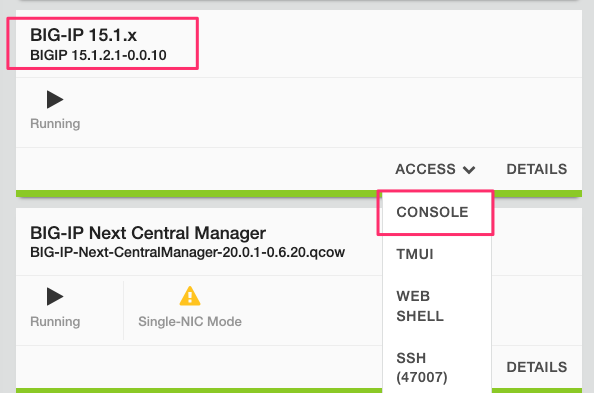 BIG-IP 15.1.x
BIGIP 15.1.2.1-0.0.10
Running
ACCESS DETAILS
CONSOLE
BIG-IP Next Central Manager
BIG-IP-Next-CentralManager-20.0.1-0.6.20.qcow
TMUI
Running Single-NIC Mode
WEB
SHELL
SSH
(47007)
DETAILS